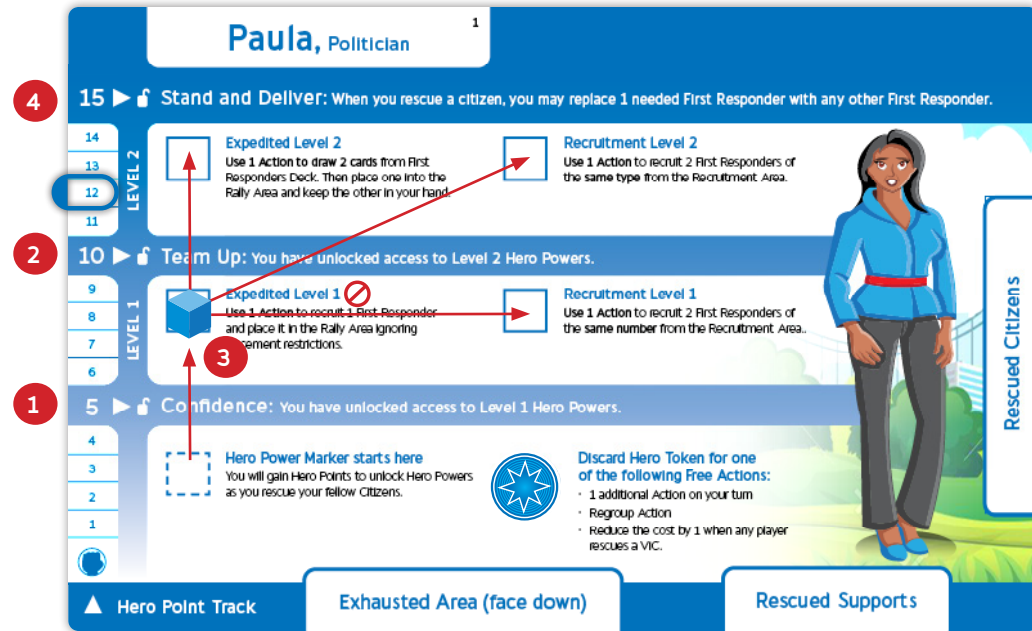 Paula, Politician
1
4
15 Stand and Deliver: When you rescue a citizen, you may replace 1 needed First Responder with any other First Responder.
14
13
12
11
LEVEL 2
Expedited Level 2
Use 1 Action to draw 2 cards from First
Responders Deck. Then place one into the
Rally Area and keep the other in your hand.
Recruitment Level 2
Use 1 Action to recruit 2 First Responders of
the same type from the Recruitment Area.
2
10 Team Up: You have unlocked access to Level 2 Hero Powers.
9
8
7
6
LEVEL 1
Expedited Level 1
Use 1 Action to recruit 1 First Responder
and place it in the Rally Area ignoring
cement restrictions.
3
Recruitment Level 1
Use 1 Action to recruit 2 First Responders of
the same number from the Recruitment Area..
1
5 Confidence: You have unlocked access to Level 1 Hero Powers.
4
3
2
1
Hero Power Marker starts here
You will gain Hero Points to unlock Hero Powers
as you rescue your fellow Citizens.
Discard Hero Token for one
of the following Free Actions:
· 1 additional Action on your turn
· Regroup Action
· Reduce the cost by 1 when any player
rescues a VIC.
Rescued Citizens
Hero Point Track
Exhausted Area (face down)
Rescued Supports